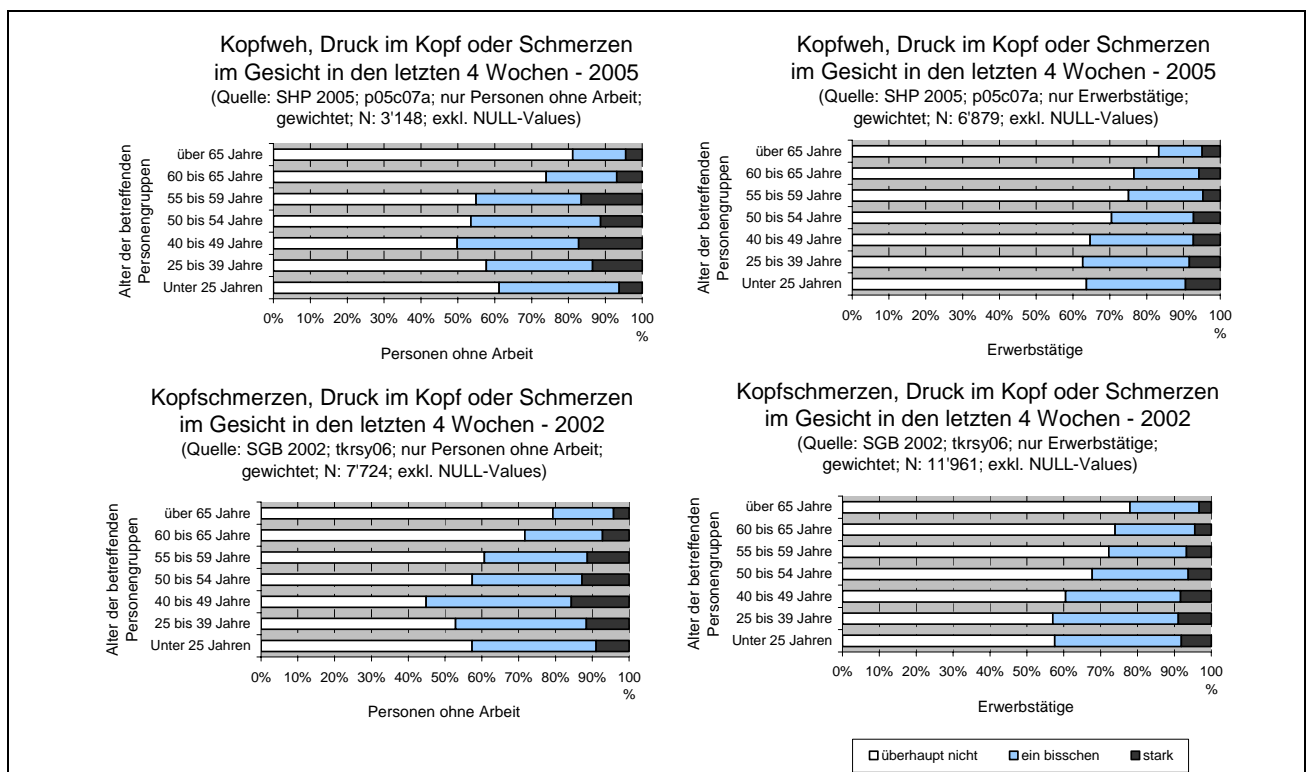 Kopfweh, Druck im Kopf oder Schmerzen
im Gesicht in den letzten 4 Wochen - 2005
(Quelle: SHP 2005; p05c07a; nur Personen ohne Arbeit;
gewichtet; N: 3'148; exkl. NULL-Values)
Alter der betreffenden
Personengruppen
über 65 Jahre
60 bis 65 Jahre
55 bis 59 Jahre
50 bis 54 Jahre
40 bis 49 Jahre
25 bis 39 Jahre
Unter 25 Jahren
0% 10% 20% 30% 40% 50% 60% 70% 80% 90% 100
%
Personen ohne Arbeit
Kopfweh, Druck im Kopf oder Schmerzen
im Gesicht in den letzten 4 Wochen - 2005
(Quelle: SHP 2005; p05c07a; nur Erwerbstätige;
gewichtet; N: 6'879; exkl. NULL-Values)
Alter der betreffenden
Personengruppen
über 65 Jahre
60 bis 65 Jahre
55 bis 59 Jahre
50 bis 54 Jahre
40 bis 49 Jahre
25 bis 39 Jahre
Unter 25 Jahren
0% 10% 20% 30% 40% 50% 60% 70% 80% 90% 100
%
Erwerbstätige
Kopfschmerzen, Druck im Kopf oder Schmerzen
im Gesicht in den letzten 4 Wochen - 2002
(Quelle: SGB 2002; tkrsy06; nur Personen ohne Arbeit;
gewichtet; N: 7'724; exkl. NULL-Values)
Alter der betreffenden
Personengruppen
über 65 Jahre
60 bis 65 Jahre
55 bis 59 Jahre
50 bis 54 Jahre
40 bis 49 Jahre
25 bis 39 Jahre
Unter 25 Jahren
0% 10% 20% 30% 40% 50% 60% 70% 80% 90% 100
%
Personen ohne Arbeit
Kopfschmerzen, Druck im Kopf oder Schmerzen
im Gesicht in den letzten 4 Wochen - 2002
(Quelle: SGB 2002; tkrsy06; nur Erwerbstätige;
gewichtet; N: 11'961; exkl. NULL-Values)
Alter der betreffenden
Personengruppen
über 65 Jahre
60 bis 65 Jahre
55 bis 59 Jahre
50 bis 54 Jahre
40 bis 49 Jahre
25 bis 39 Jahre
Unter 25 Jahren
0% 10% 20% 30% 40% 50% 60% 70% 80% 90% 100
%
Erwerbstätige
überhaupt nicht ein bisschen stark